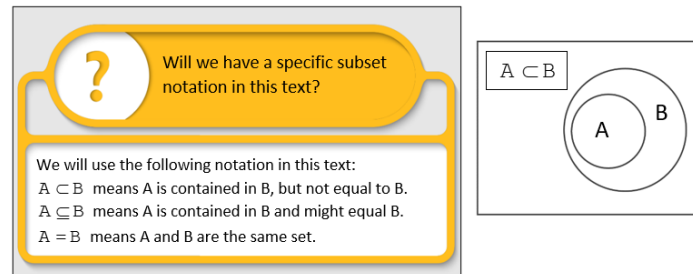 ?
Will we have a specific subset
notation in this text?
We will use the following notation in this text:
A ⊂ B means A is contained in B, but not equal to B.
A ⊆ B means A is contained in B and might equal B.
A = B means A and B are the same set.
A ⊂ B
A
B